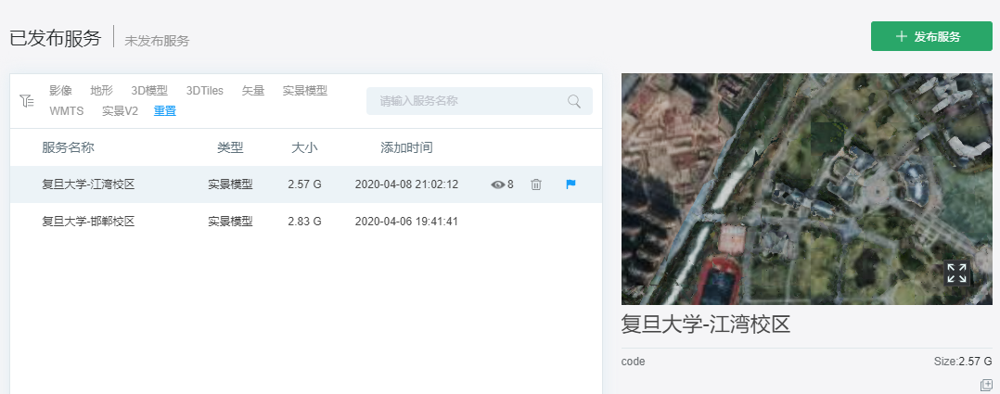 已发布服务 未发布服务
+ 发布服务
影像 地形 3D模型 3DTiles 矢量 实景模型
WMTS 实景V2 重置
请输入服务名称
服务名称 类型 大小 添加时间
复旦大学-江湾校区 实景模型 2.57 G 2020-04-08 21:02:12 8
复旦大学-邯郸校区 实景模型 2.83 G 2020-04-06 19:41:41
复旦大学-江湾校区
code Size:2.57 G